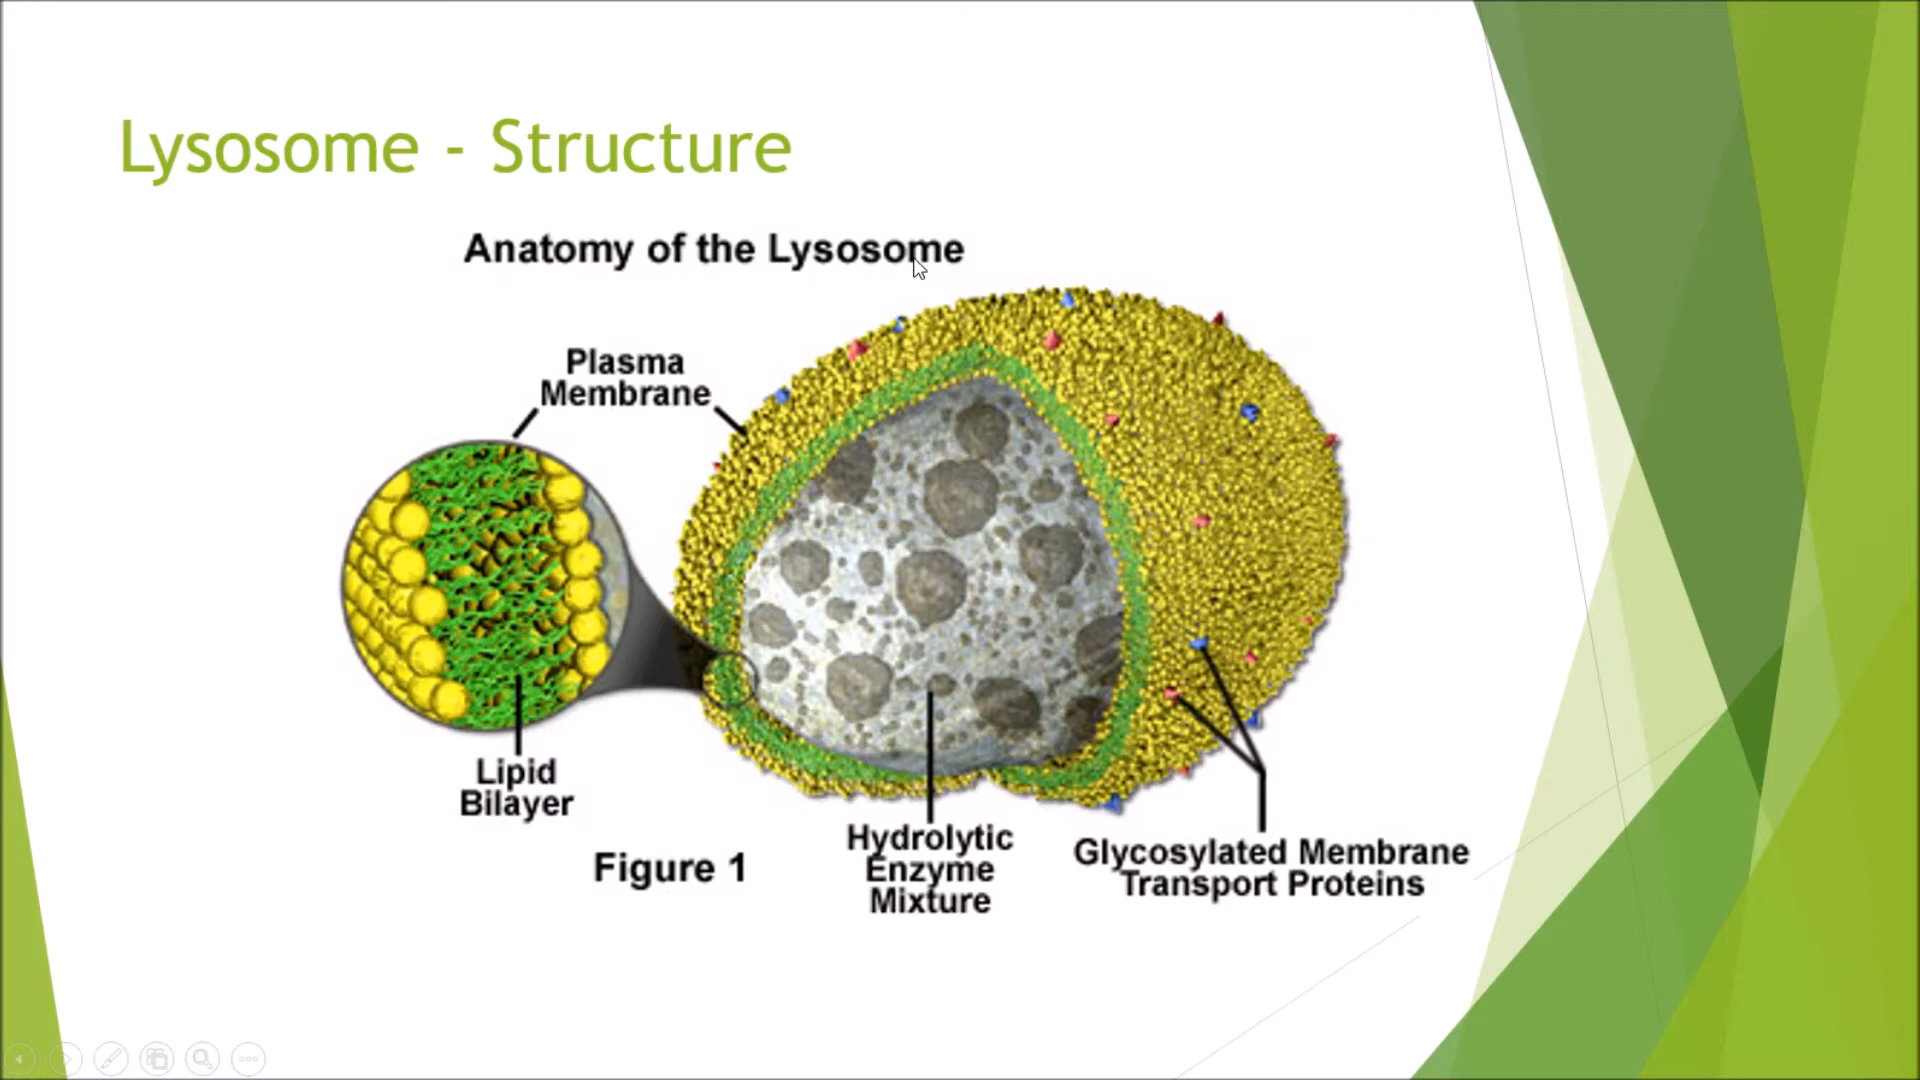 Lysosome - Structure
Anatomy of the Lysosome
Plasma
Membrane
Lipid
Bilayer
Figure 1
Hydrolytic
Enzyme
Mixture
Glycosylated Membrane
Transport Proteins